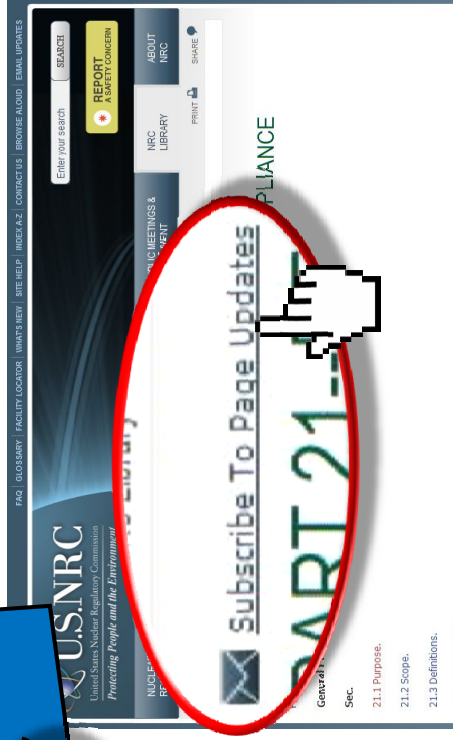 FAQ | GLOSSARY | FACILITY LOCATOR | WHAT'S NEW | SITE HELP | INDEX A-Z | CONTACT US | BROWSE ALOUD | EMAIL UPDATES
U.S.NRC
United States Nuclear Regulatory Commission
Protecting People and the Environment
Enter your search
SEARCH
REPORT
A SAFETY CONCERN
NUCLEAR
NRC
LIBRARY
ABOUT
NRC
PRINT
SHARE
Subscribe To Page Updates
PART 21--
PLIANCE
General
Sec.
21.1 Purpose.
21.2 Scope.
21.3 Definitions.